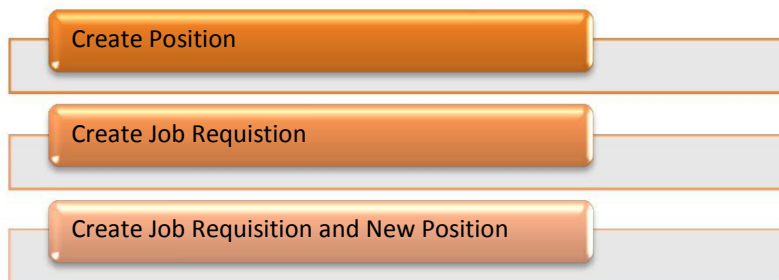 Create Position
Create Job Requistion
Create Job Requisition and New Position